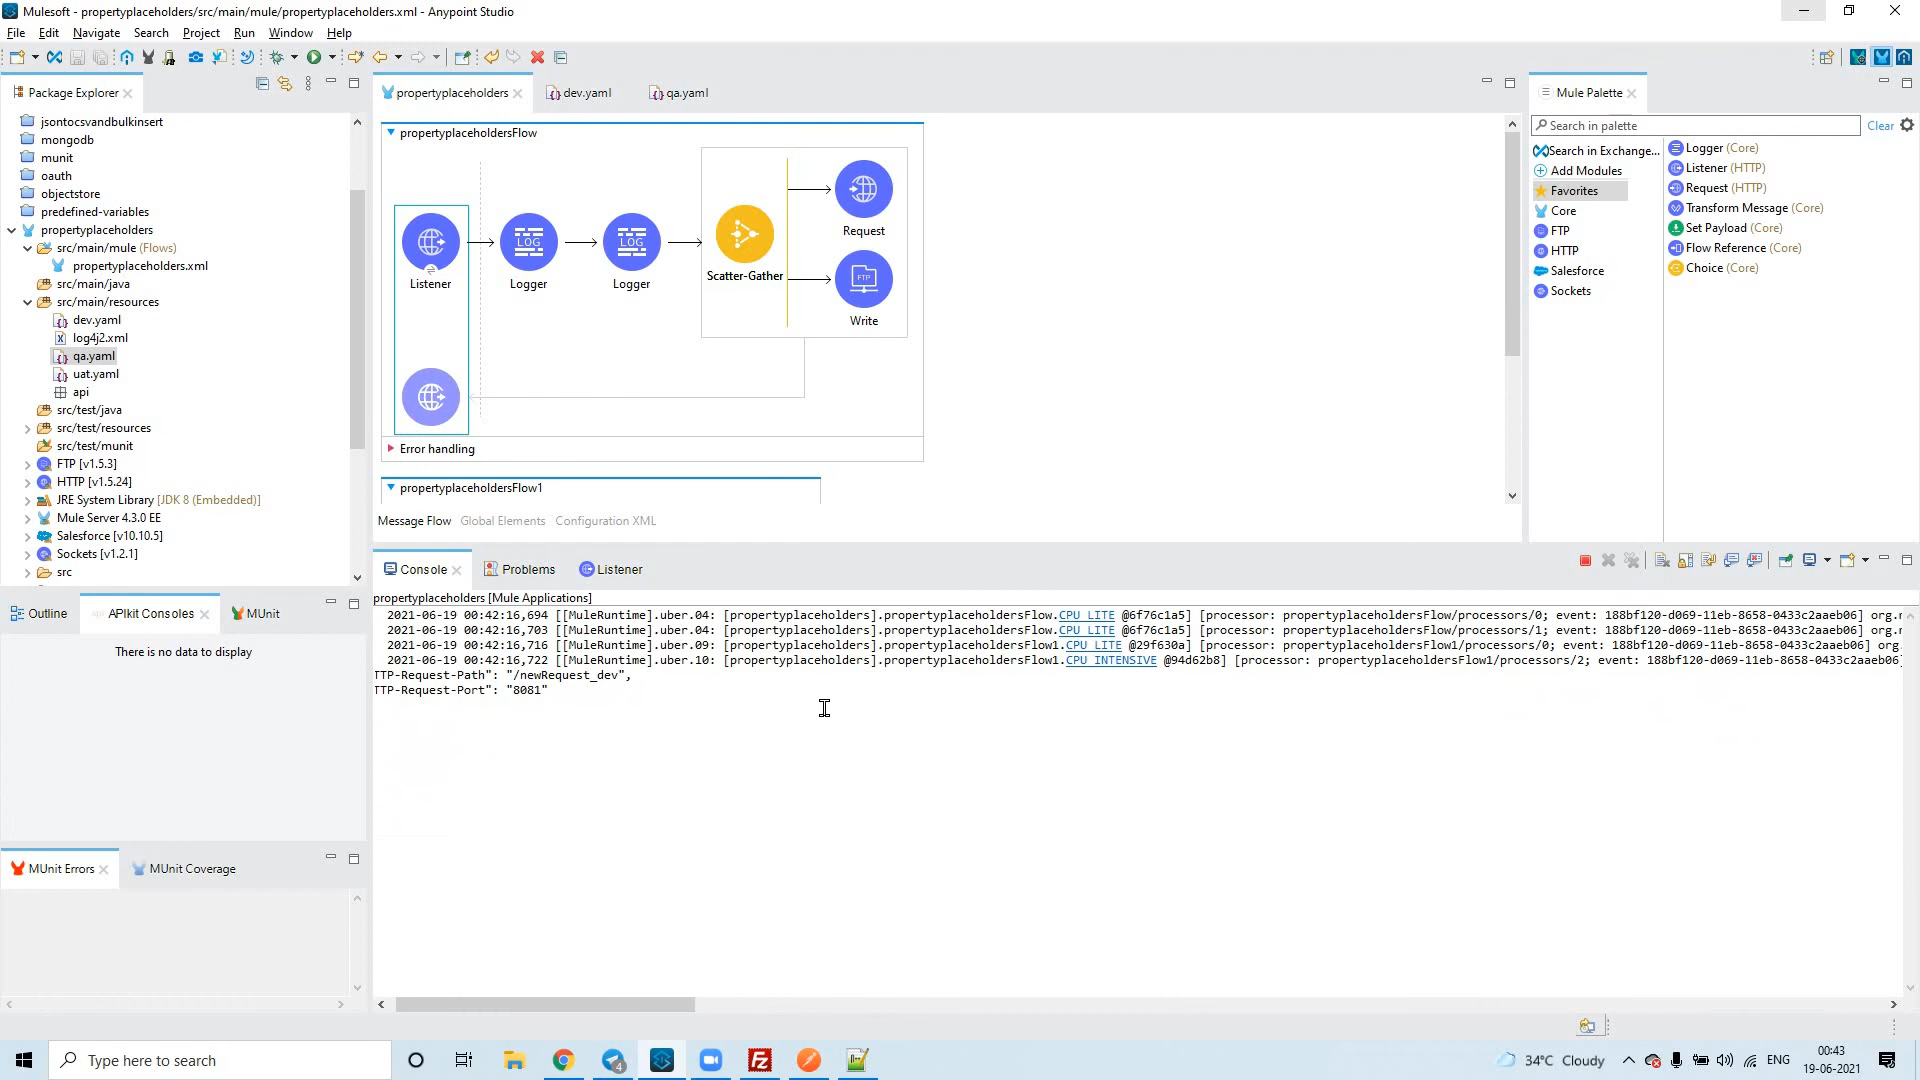 Mulesoft - propertyplaceholders/src/main/mule/propertyplaceholders.xml - Anypoint Studio
File Edit Navigate Search Project Run Window Help
Package Explorer
jsontocsvandbulkinsert
mongodb
munit
oauth
objectstore
predefined-variables
propertyplaceholders
src/main/mule (Flows)
propertyplaceholders.xml
src/main/java
src/main/resources
dev.yaml
log4j2.xml
qa.yaml
uat.yaml
api
src/test/java
src/test/resources
src/test/munit
FTP [v1.5.3]
HTTP [v1.5.24]
JRE System Library [JDK 8 (Embedded)]
Mule Server 4.3.0 EE
Salesforce [v10.10.5]
Sockets [v1.2.1]
src
propertyplaceholders dev.yaml qa.yaml
propertyplaceholdersFlow
Listener
LOG
Logger
LOG
Logger
Scatter-Gather
Request
FTP
Write
Error handling
propertyplaceholdersFlow1
Message Flow Global Elements Configuration XML
Mule Palette
Search in palette Clear
Search in Exchange...
Add Modules
Favorites
Core
FTP
HTTP
Salesforce
Sockets
Logger (Core)
Listener (HTTP)
Request (HTTP)
Transform Message (Core)
Set Payload (Core)
Flow Reference (Core)
Choice (Core)
Outline APIkit Consoles MUnit
There is no data to display
MUnit Errors MUnit Coverage
Console Problems Listener
propertyplaceholders [Mule Applications]
2021-06-19 00:42:16,694 [[MuleRuntime].uber.04: [propertyplaceholders].propertyplaceholdersFlow.CPU_LITE @6f76c1a5] [processor: propertyplaceholdersFlow/processors/0; event: 188bf120-d069-11eb-8658-0433c2aaeb06] org.
2021-06-19 00:42:16,703 [[MuleRuntime].uber.04: [propertyplaceholders].propertyplaceholdersFlow.CPU_LITE @6f76c1a5] [processor: propertyplaceholdersFlow/processors/1; event: 188bf120-d069-11eb-8658-0433c2aaeb06] org.
2021-06-19 00:42:16,716 [[MuleRuntime].uber.09: [propertyplaceholders].propertyplaceholdersFlow1.CPU_LITE @29f630a] [processor: propertyplaceholdersFlow1/processors/0; event: 188bf120-d069-11eb-8658-0433c2aaeb06] org
2021-06-19 00:42:16,722 [[MuleRuntime].uber.10: [propertyplaceholders].propertyplaceholdersFlow1.CPU_INTENSIVE @94d62b8] [processor: propertyplaceholdersFlow1/processors/2; event: 188bf120-d069-11eb-8658-0433c2aaeb06]
TTP-Request-Path": "/newRequest_dev",
TTP-Request-Port": "8081"
Type here to search
4
34°C Cloudy
ENG
00:43
19-06-2021